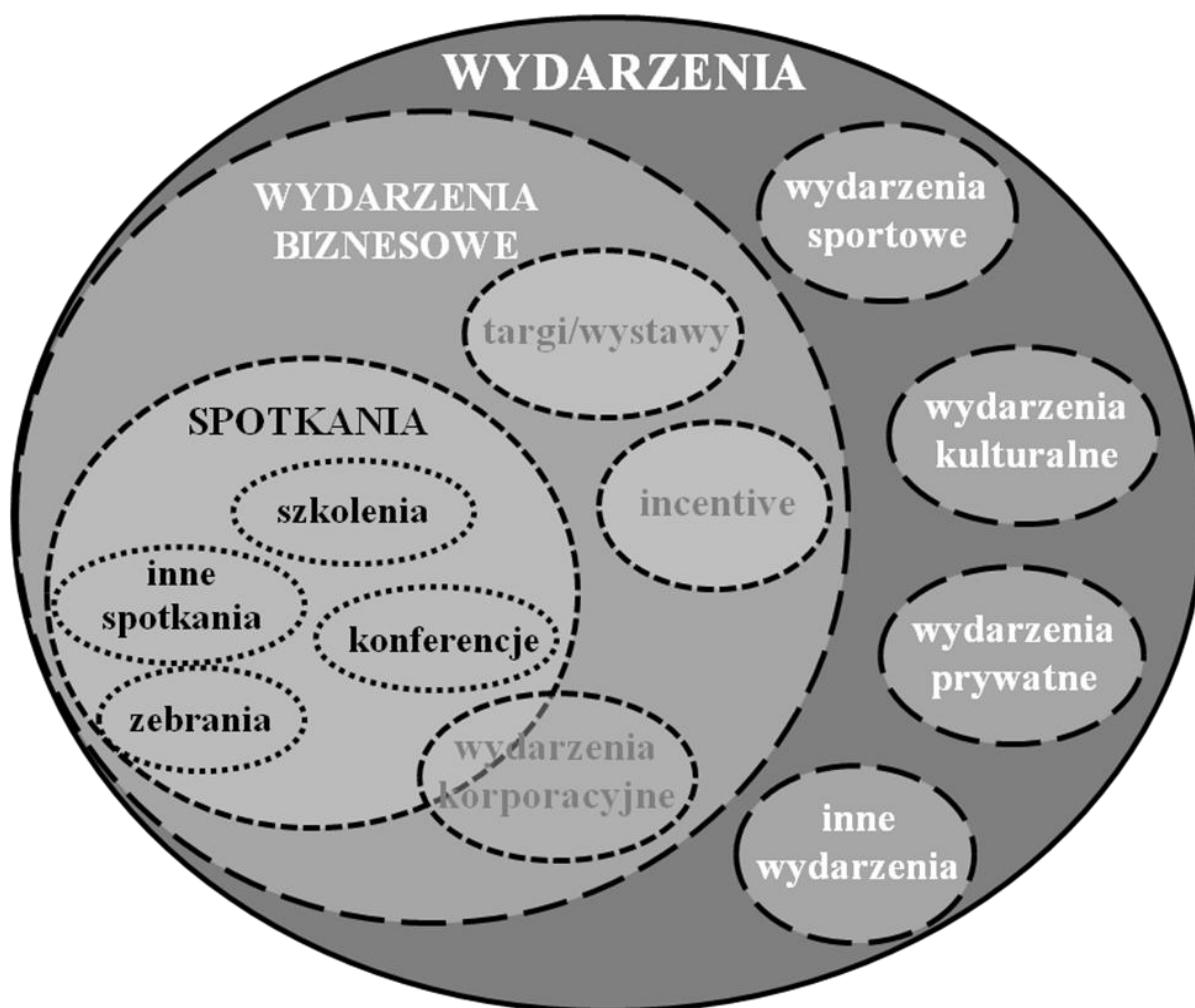 WYDARZENIA
WYDARZENIA
BIZNESOWE
targi/wystawy
incentive
SPOTKANIA
szkolenia
inne
spotkania
konferencje
zebrania
wydarzenia
korporacyjne
wydarzenia
sportowe
wydarzenia
kulturalne
wydarzenia
prywatne
inne
wydarzenia